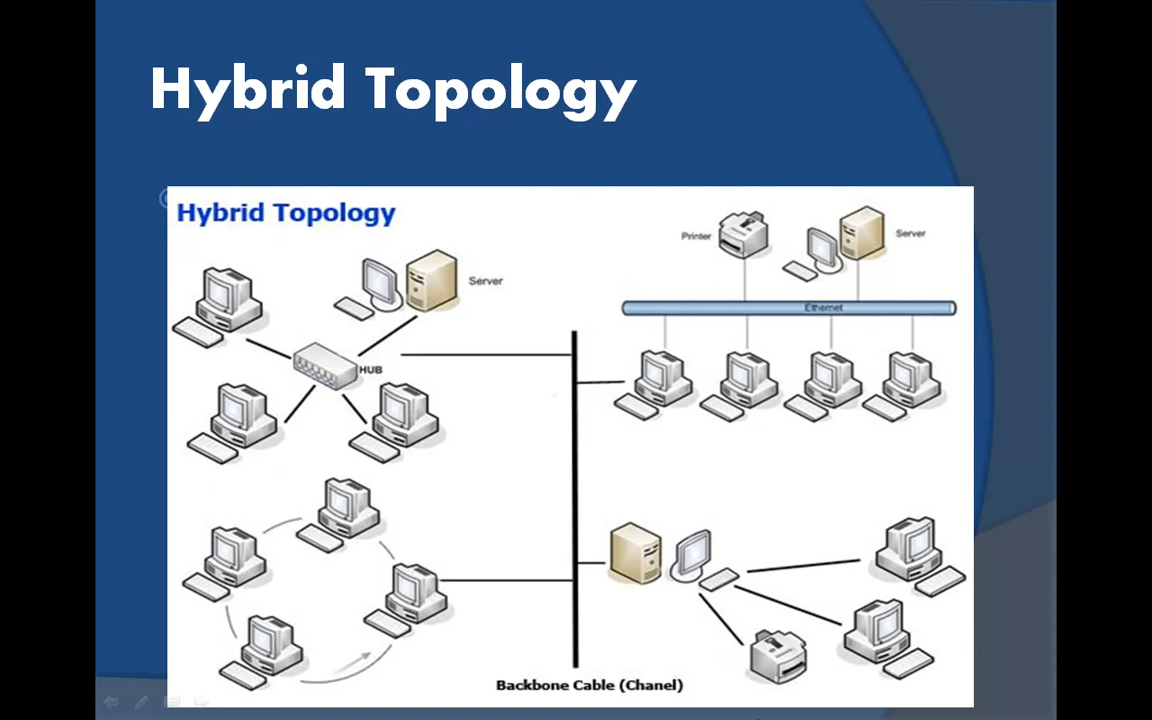 Hybrid Topology
Hybrid Topology
Printer
Server
Server
Ethernet
HUB
Backbone Cable (Chanel)